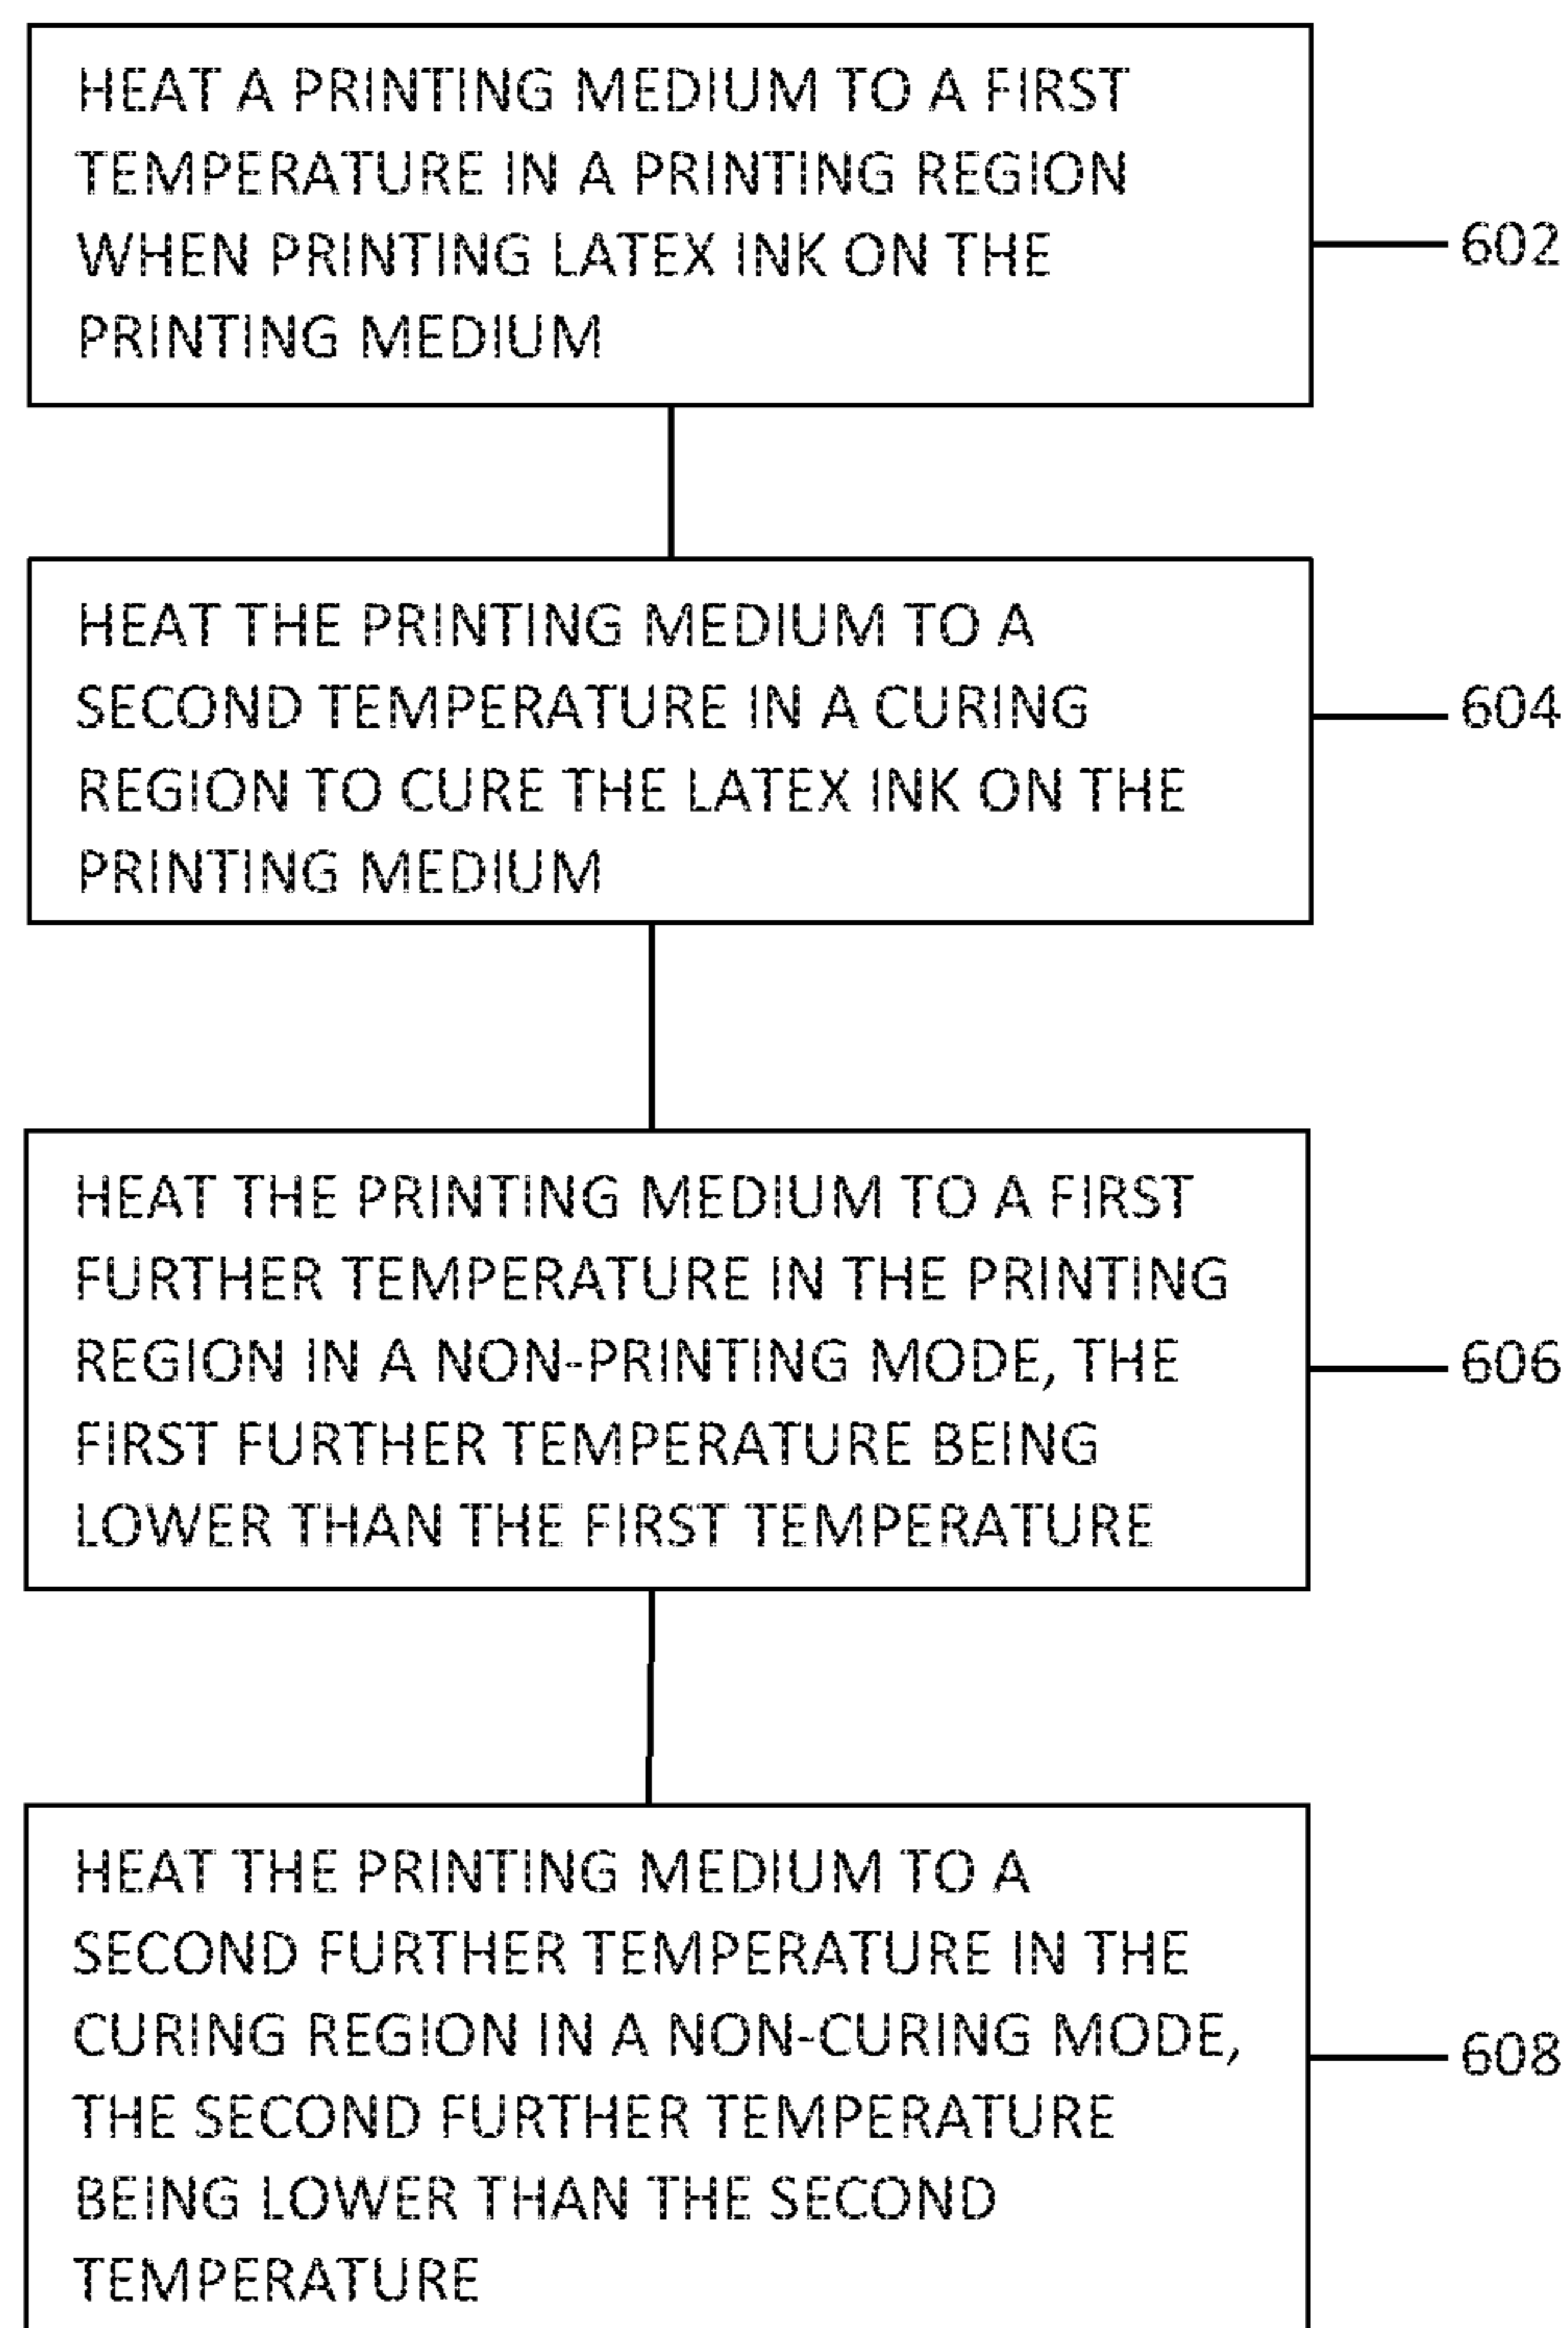 HEAT A PRINTING MEDIUM TO A FIRST
TEMPERATURE IN A PRINTING REGION
WHEN PRINTING LATEX INK ON THE
PRINTING MEDIUM
602
HEAT THE PRINTING MEDIUM TO A
SECOND TEMPERATURE IN A CURING
REGION TO CURE THE LATEX INK ON THE
PRINTING MEDIUM
604
HEAT THE PRINTING MEDIUM TO A FIRST
FURTHER TEMPERATURE IN THE PRINTING
REGION IN A NON-PRINTING MODE, THE
FIRST FURTHER TEMPERATURE BEING
LOWER THAN THE FIRST TEMPERATURE
606
HEAT THE PRINTING MEDIUM TO A
SECOND FURTHER TEMPERATURE IN THE
CURING REGION IN A NON-CURING MODE,
THE SECOND FURTHER TEMPERATURE
BEING LOWER THAN THE SECOND
TEMPERATURE
608